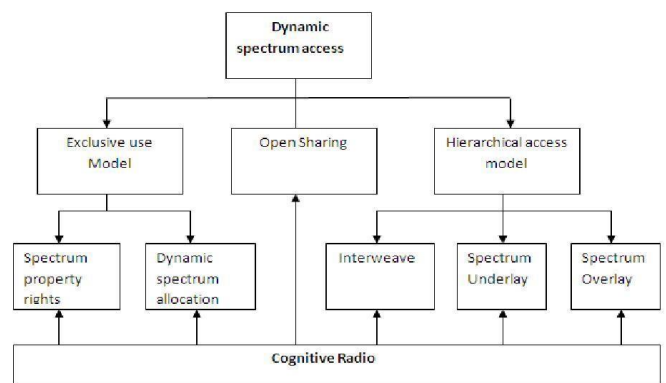 Dynamic
spectrum access
Exclusive use
Model
Open Sharing
Hierarchical access
model
Spectrum
property
rights
Dynamic
spectrum
allocation
Interweave
Spectrum
Underlay
Spectrum
Overlay
Cognitive Radio